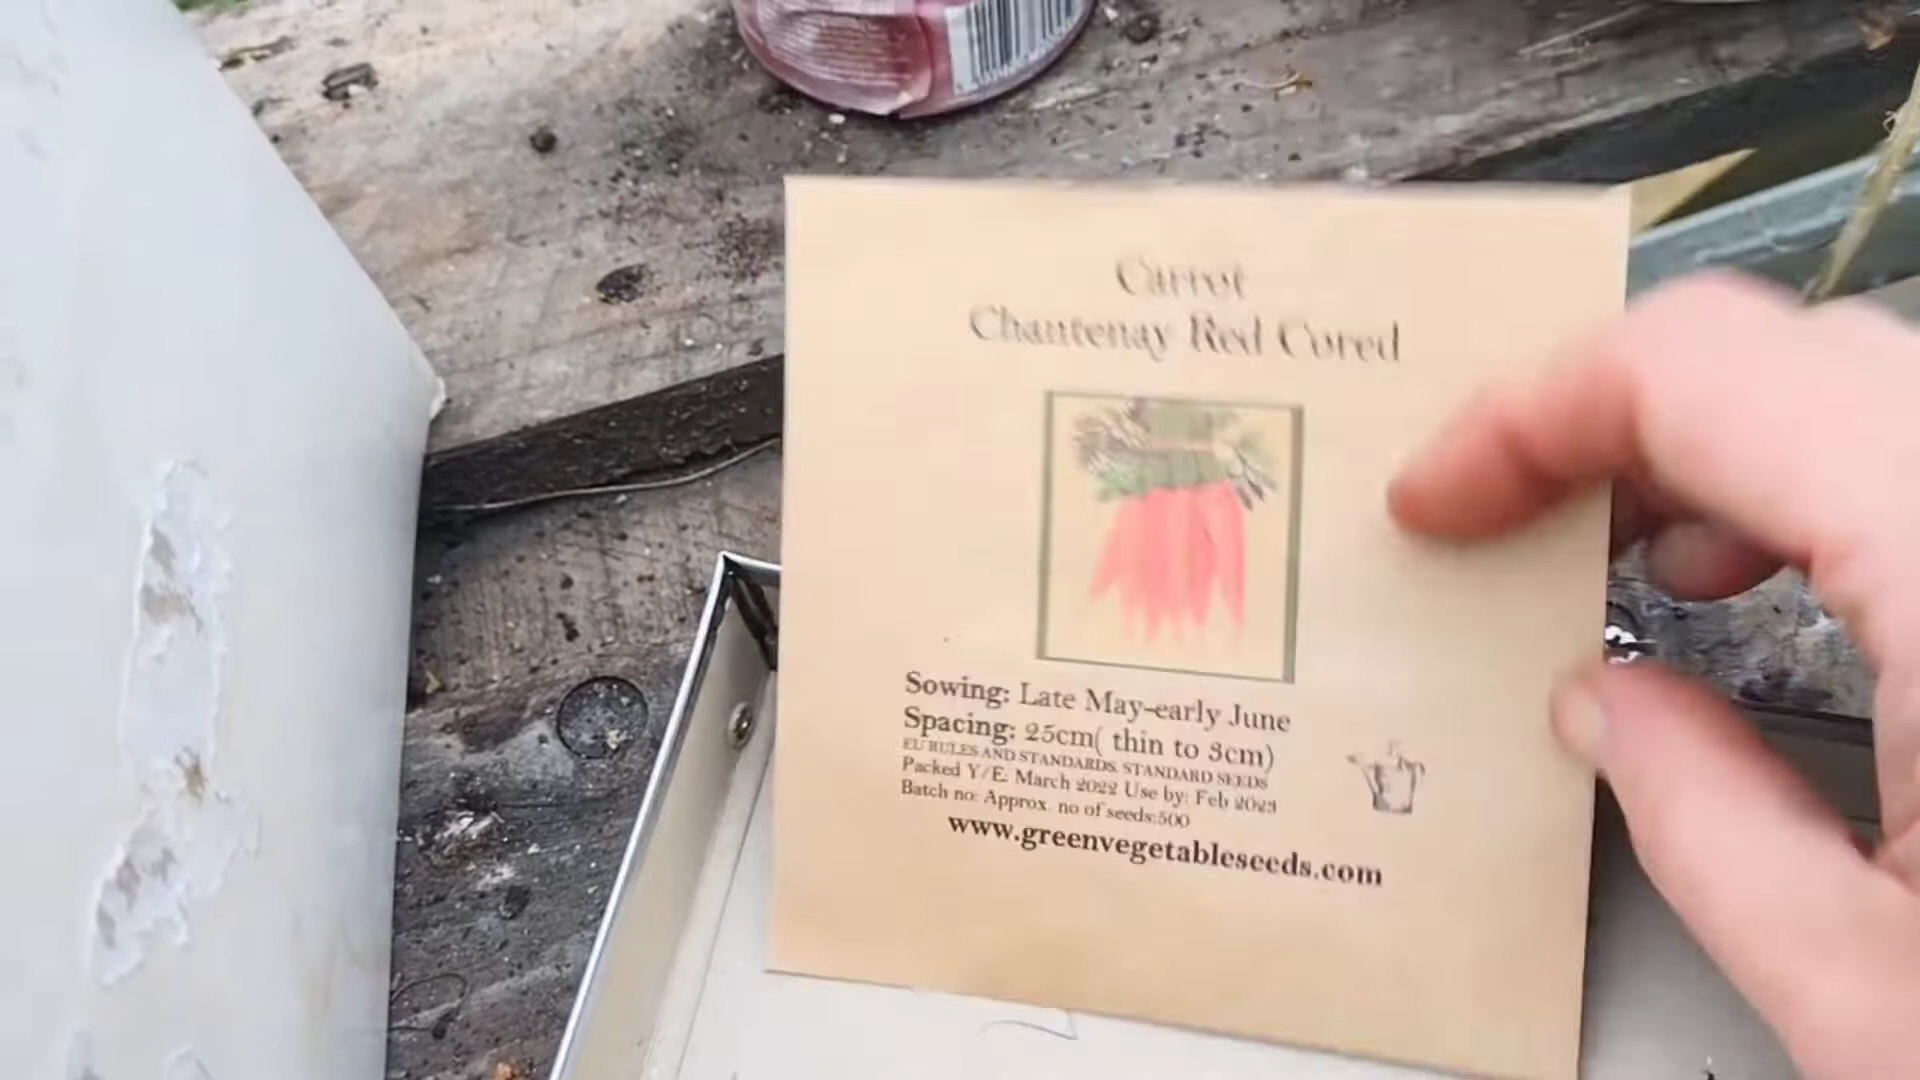 Carrot
Chantenay Red Cored
Sowing: Late May-early June
Spacing: 25cm( thin to 3cm)
EU RULES AND STANDARDS. STANDARD SEEDS
Packed Y/E: March 2022 Use by: Feb 2023
Batch no: Approx. no of seeds:500
www.greenvegetableseeds.com